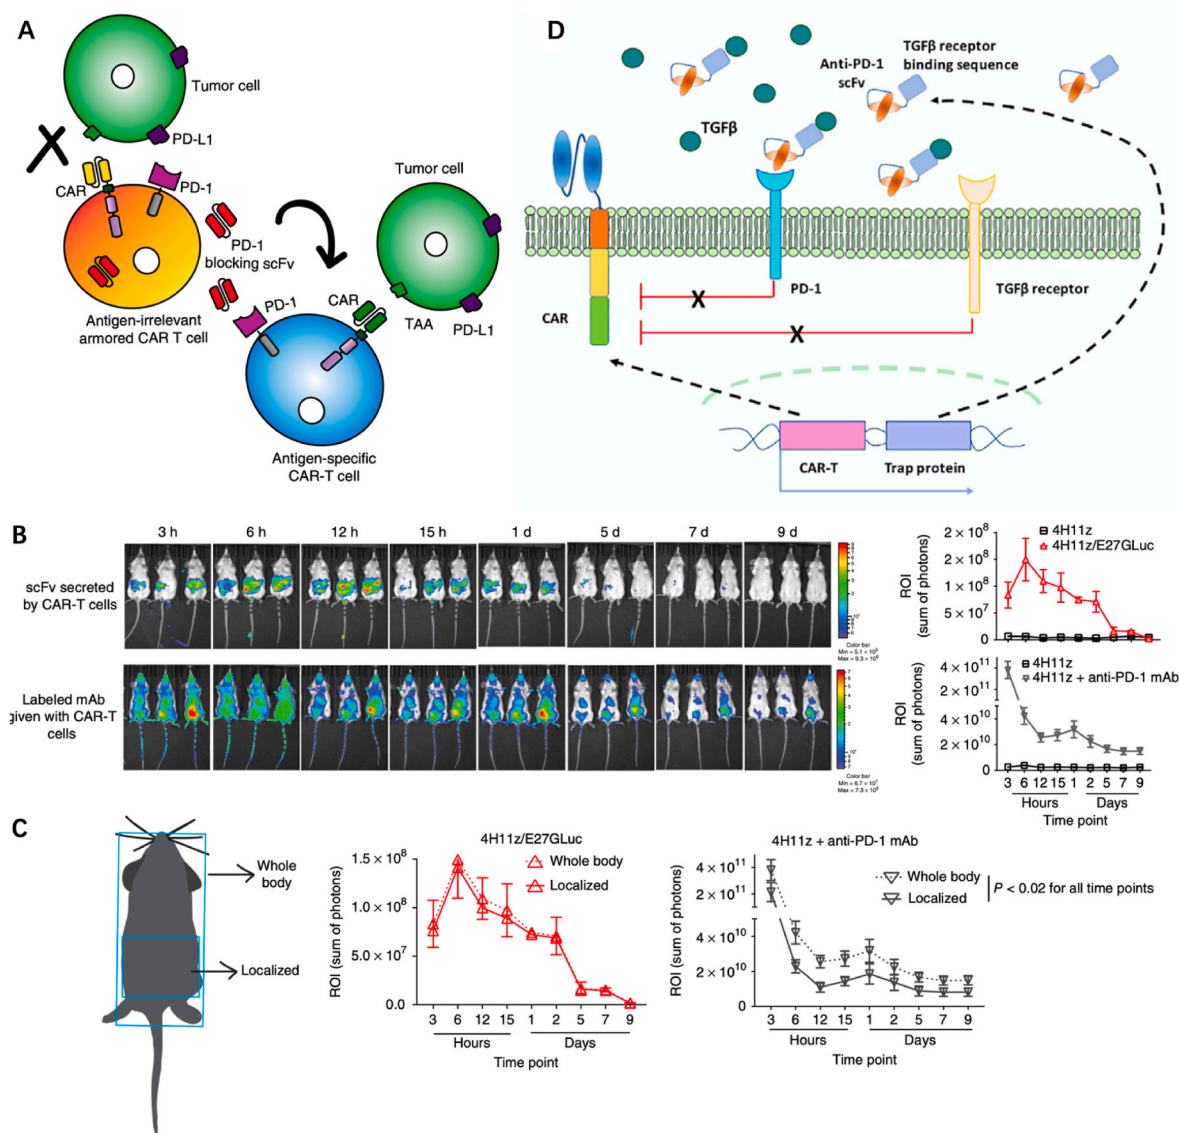 A
Tumor cell
PD-L1
CAR
PD-1
PD-1
blocking scFv
Antigen-irrelevant
armored CAR T cell
Tumor cell
PD-1
CAR
TAA
PD-L1
Antigen-specific
CAR-T cell
D
Anti-PD-1
scFv
TGFβ receptor
binding sequence
TGFβ
X
X
CAR
PD-1
TGFβ receptor
CAR-T
Trap protein
B
3 h
6 h
12 h
15 h
1 d
5 d
7 d
9 d
scFv secreted
by CAR-T cells
Color bar
Labeled mAb
given with CAR-T
cells
Color bar
4H11z
4H11z/E27GLuc
ROI
(sum of photons)
2 × 10⁸
2 × 10⁸
1 × 10⁸
5 × 10⁷
0
4H11z
4H11z + anti-PD-1 mAb
ROI
(sum of photons)
4 × 10¹¹
2 × 10¹¹
4 × 10¹⁰
2 × 10¹⁰
0
3 6 12 15 1 2 5 7 9
Hours
Days
Time point
C
Whole
body
Localized
4H11z/E27GLuc
Whole body
Localized
ROI (sum of photons)
1.5 × 10⁸
1.0 × 10⁸
5.0 × 10⁷
0.0
3 6 12 15 1 2 5 7 9
Hours
Days
Time point
4H11z + anti-PD-1 mAb
Whole body
Localized
P < 0.02 for all time points
ROI (sum of photons)
4 × 10¹¹
2 × 10¹¹
4 × 10¹⁰
2 × 10¹⁰
0
3 6 12 15 1 2 5 7 9
Hours
Days
Time point